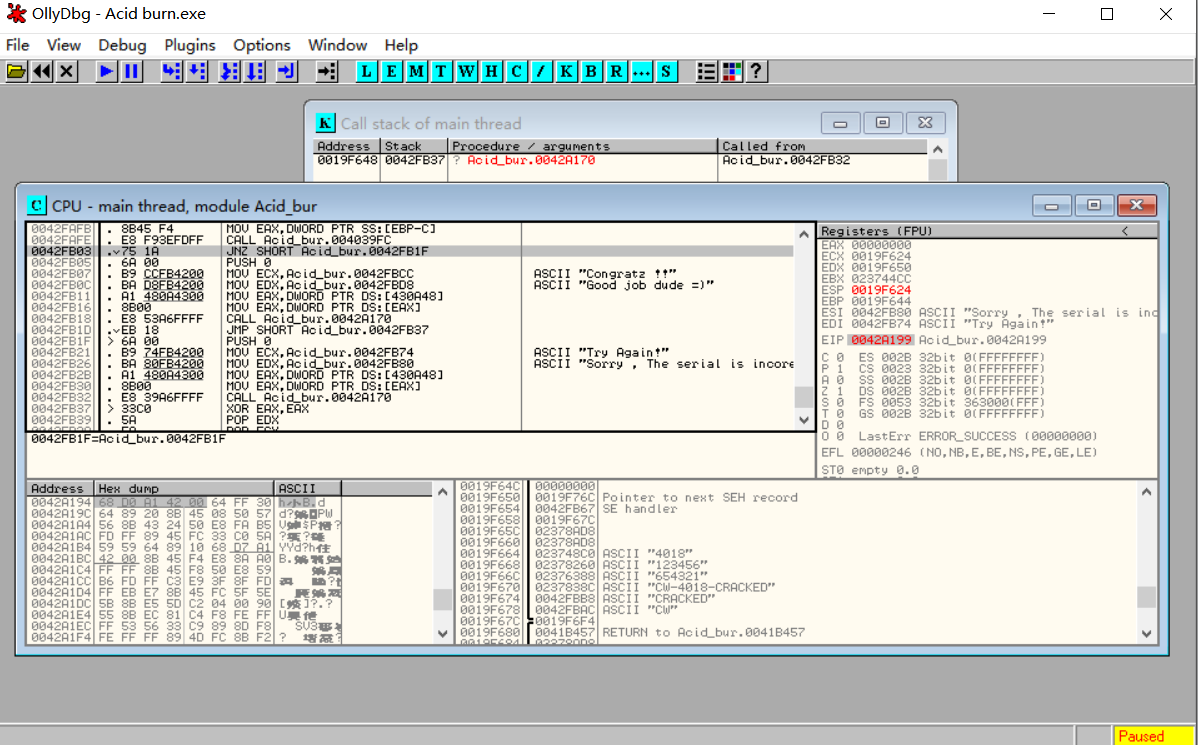 OllyDbg - Acid burn.exe
File View Debug Plugins Options Window Help
L E M T W H C / K B R ... S ?
K Call stack of main thread
Address Stack Procedure / arguments Called from
0019F648 0042FB37 ? Acid_bur.0042A170 Acid_bur.0042FB32
C CPU - main thread, module Acid_bur
0042FAFB . 8B45 F4 MOV EAX,DWORD PTR SS:[EBP-C]
0042FAFE . E8 F93EFDFF CALL Acid_bur.004039FC
0042FB03 .v75 1A JNZ SHORT Acid_bur.0042FB1F
0042FB05 . 6A 00 PUSH 0
0042FB07 . B9 CCFB4200 MOV ECX,Acid_bur.0042FBCC ASCII "Congratz !!"
0042FB0C . BA D8FB4200 MOV EDX,Acid_bur.0042FBD8 ASCII "Good job dude =)"
0042FB11 . A1 480A4300 MOV EAX,DWORD PTR DS:[430A48]
0042FB16 . 8B00 MOV EAX,DWORD PTR DS:[EAX]
0042FB18 . E8 53A6FFFF CALL Acid_bur.0042A170
0042FB1D .vEB 18 JMP SHORT Acid_bur.0042FB37
0042FB1F > 6A 00 PUSH 0
0042FB21 . B9 74FB4200 MOV ECX,Acid_bur.0042FB74 ASCII "Try Again!"
0042FB26 . BA 80FB4200 MOV EDX,Acid_bur.0042FB80 ASCII "Sorry , The serial is incore
0042FB2B . A1 480A4300 MOV EAX,DWORD PTR DS:[430A48]
0042FB30 . 8B00 MOV EAX,DWORD PTR DS:[EAX]
0042FB32 . E8 39A6FFFF CALL Acid_bur.0042A170
0042FB37 > 33C0 XOR EAX,EAX
0042FB39 . 5A POP EDX
0042FB1F=Acid_bur.0042FB1F
Registers (FPU) <
EAX 00000000
ECX 0019F624
EDX 0019F650
EBX 023744CC
ESP 0019F624
EBP 0019F644
ESI 0042FB80 ASCII "Sorry , The serial is inc
EDI 0042FB74 ASCII "Try Again!"
EIP 0042A199 Acid_bur.0042A199
C 0 ES 002B 32bit 0(FFFFFFFF)
P 1 CS 0023 32bit 0(FFFFFFFF)
A 0 SS 002B 32bit 0(FFFFFFFF)
Z 1 DS 002B 32bit 0(FFFFFFFF)
S 0 FS 0053 32bit 363000(FFF)
T 0 GS 002B 32bit 0(FFFFFFFF)
D 0
O 0 LastErr ERROR_SUCCESS (00000000)
EFL 00000246 (NO,NB,E,BE,NS,PE,GE,LE)
ST0 empty 0.0
Address Hex dump ASCII
0042A194 68 D0 A1 42 00 64 FF 30
0042A19C 64 89 20 8B 45 08 50 57
0042A1A4 56 8B 43 24 50 E8 FA B5
0042A1AC FD FF 89 45 FC 33 C0 5A
0042A1B4 59 59 64 89 10 68 D7 A1
0042A1BC 42 00 8B 45 F4 E8 8A A0
0042A1C4 FF FF 8B 45 F8 50 E8 59
0042A1CC B6 FD FF C3 E9 3F 8F FD
0042A1D4 FF EB E7 8B 45 FC 5F 5E
0042A1DC 5B 8B E5 5D C2 04 00 90
0042A1E4 55 8B EC 81 C4 F8 FE FF
0042A1EC FF 53 56 33 C9 89 8D F8
0042A1F4 FE FF FF 89 4D FC 8B F2
0019F64C 00000000
0019F650 0019F76C Pointer to next SEH record
0019F654 0042FB67 SE handler
0019F658 0019F67C
0019F65C 02378AD8
0019F660 02378AD8
0019F664 023748C0 ASCII "4018"
0019F668 02378260 ASCII "123456"
0019F66C 02376388 ASCII "654321"
0019F670 0237838C ASCII "CW-4018-CRACKED"
0019F674 0042FBB8 ASCII "CRACKED"
0019F678 0042FBAC ASCII "CW"
0019F67C 0019F6F4
0019F680 0041B457 RETURN to Acid_bur.0041B457
0019F684 02378AD8
Paused